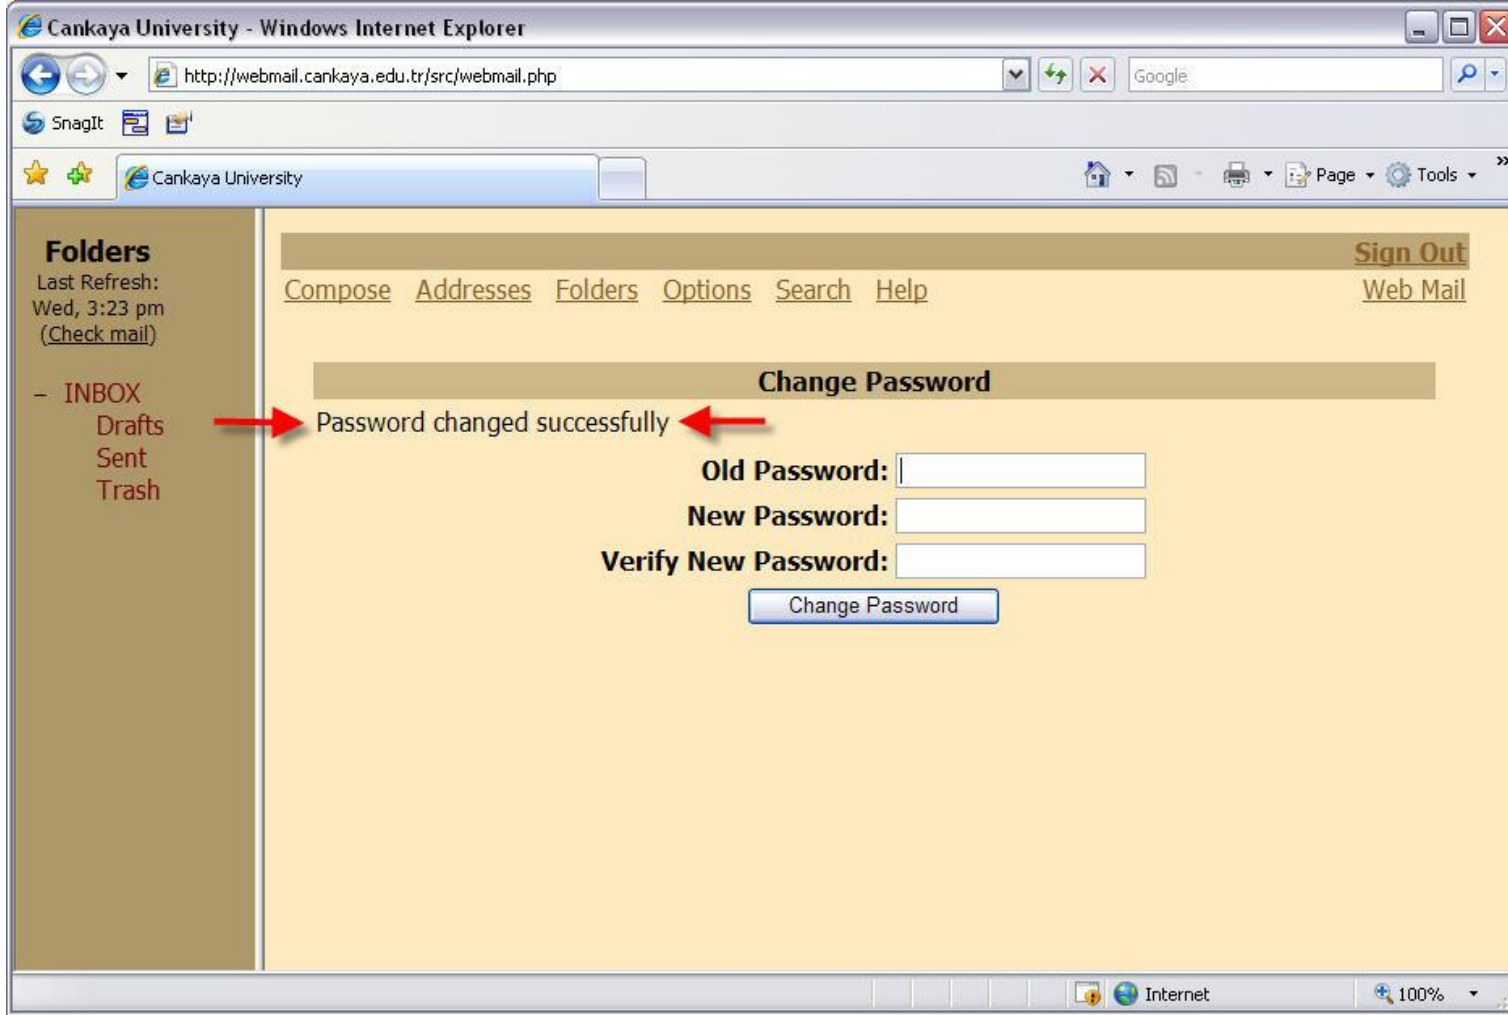 Cankaya University - Windows Internet Explorer
http://webmail.cankaya.edu.tr/src/webmail.php
Google
SnagIt
Cankaya University
Page
Tools
Folders
Last Refresh:
Wed, 3:23 pm
(Check mail)
– INBOX
Drafts
Sent
Trash
Sign Out
Compose Addresses Folders Options Search Help
Web Mail
Change Password
Password changed successfully
Old Password:
New Password:
Verify New Password:
Change Password
Internet
100%